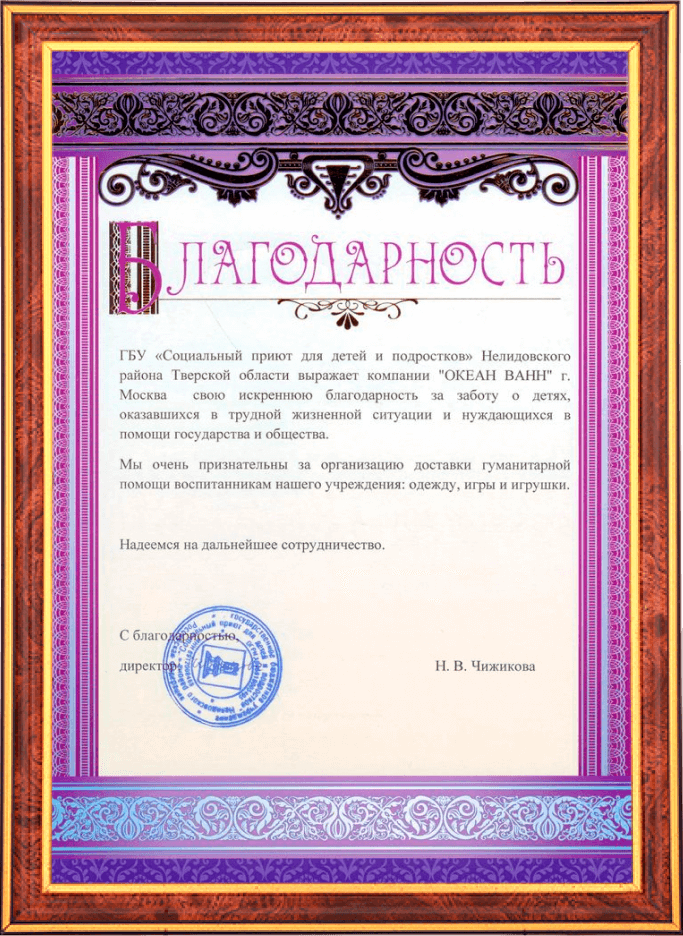 БЛАГОДАРНОСТЬ
ГБУ «Социальный приют для детей и подростков» Нелидовского
района Тверской области выражает компании "ОКЕАН ВАНН" г.
Москва свою искреннюю благодарность за заботу о детях,
оказавшихся в трудной жизненной ситуации и нуждающихся в
помощи государства и общества.
Мы очень признательны за организацию доставки гуманитарной
помощи воспитанникам нашего учреждения: одежду, игры и игрушки.
Надеемся на дальнейшее сотрудничество.
С благодарностью,
директор
Н. В. Чижикова